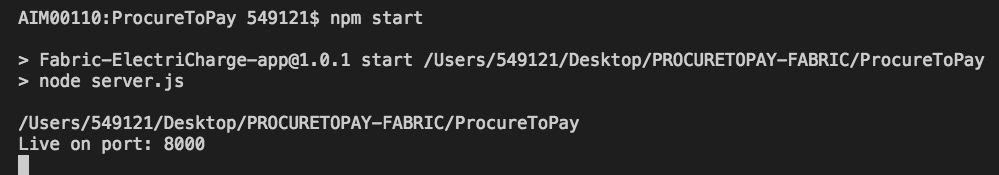 AIM00110:ProcureToPay 549121$ npm start
> Fabric-ElectriCharge-app@1.0.1 start /Users/549121/Desktop/PROCURETOPAY-FABRIC/ProcureToPay
> node server.js
/Users/549121/Desktop/PROCURETOPAY-FABRIC/ProcureToPay
Live on port: 8000